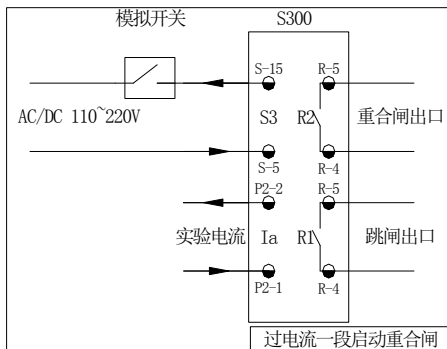 模拟开关 S300
S-15 R-5
AC/DC 110~220V S3 R2 重合闸出口
S-5 R-4
P2-2 R-5
实验电流 Ia R1 跳闸出口
P2-1 R-4
过电流一段启动重合闸